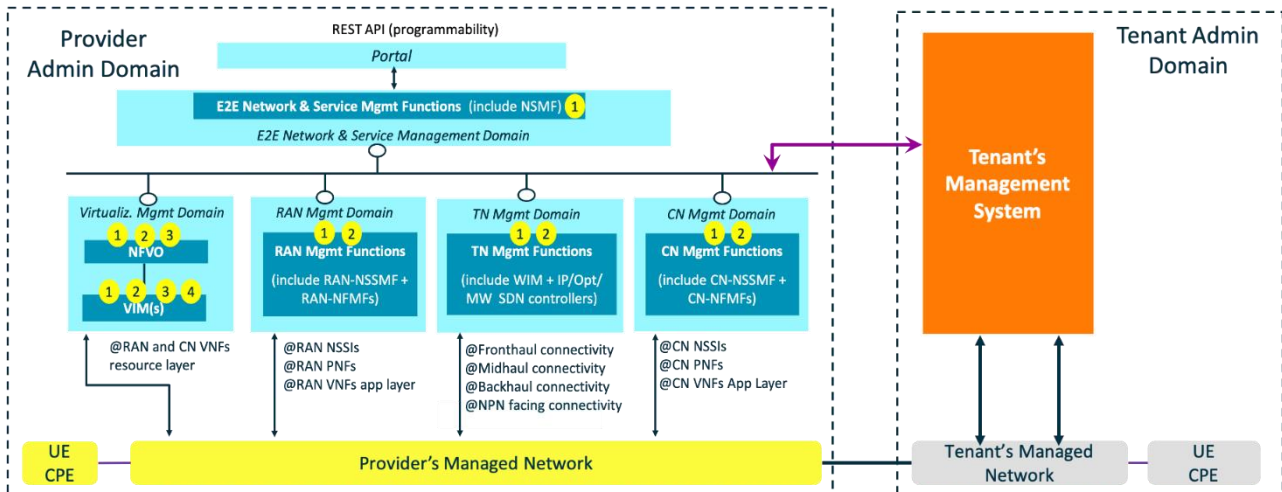 Provider
Admin Domain
REST API (programmability)
Portal
E2E Network & Service Mgmt Functions (include NSMF) 1
E2E Network & Service Management Domain
Tenant Admin
Domain
Tenant's
Management
System
Virtualiz. Mgmt Domain
1 2 3
NFVO
1 2 3 4
VIM(s)
RAN Mgmt Domain
1 2
RAN Mgmt Functions
(include RAN-NSSMF +
RAN-NFMFs)
TN Mgmt Domain
1 2
TN Mgmt Functions
(include WIM + IP/Opt/
MW SDN controllers)
CN Mgmt Domain
1 2
CN Mgmt Functions
(include CN-NSSMF +
CN-NFMFs)
@RAN and CN VNFs
resource layer
@RAN NSSIs
@RAN PNFs
@RAN VNFs app layer
@Fronthaul connectivity
@Midhaul connectivity
@Backhaul connectivity
@NPN facing connectivity
@CN NSSIs
@CN PNFs
@CN VNFs App Layer
UE
CPE
Provider's Managed Network
Tenant's Managed
Network
UE
CPE